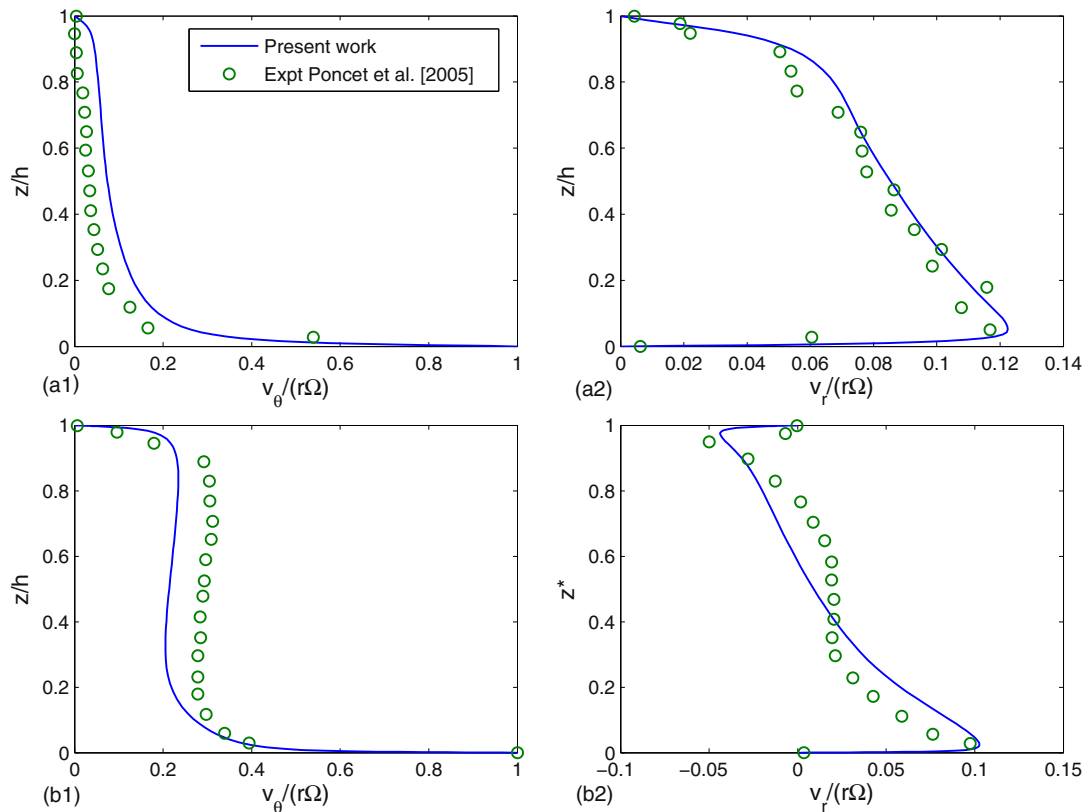 1
0.8
0.6
0.4
0.2
0
z/h
Present work
Expt Poncet et al. [2005]
0 0.2 0.4 0.6 0.8 1
(a1) v_θ/(rΩ)
1
0.8
0.6
0.4
0.2
0
z/h
0 0.02 0.04 0.06 0.08 0.1 0.12 0.14
(a2) v_r/(rΩ)
1
0.8
0.6
0.4
0.2
0
z/h
0 0.2 0.4 0.6 0.8 1
(b1) v_θ/(rΩ)
1
0.8
0.6
0.4
0.2
0
z*
−0.1 −0.05 0 0.05 0.1 0.15
(b2) v_r/(rΩ)